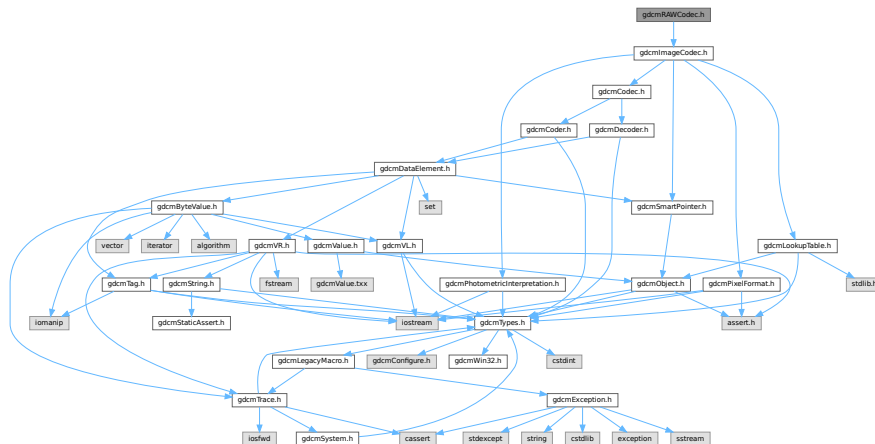 gdcmRAWCodec.h
gdcmImageCodec.h
gdcmCodec.h
gdcmCoder.h
gdcmDecoder.h
gdcmDataElement.h
gdcmByteValue.h
set
gdcmSmartPointer.h
vector
iterator
algorithm
gdcmVR.h
gdcmValue.h
gdcmVL.h
gdcmLookupTable.h
gdcmTag.h
gdcmString.h
fstream
gdcmValue.txx
gdcmPhotometricInterpretation.h
gdcmObject.h
gdcmPixelFormat.h
stdlib.h
iomanip
gdcmStaticAssert.h
iostream
gdcmTypes.h
assert.h
gdcmLegacyMacro.h
gdcmConfigure.h
gdcmWin32.h
cstdint
gdcmTrace.h
gdcmException.h
iosfwd
gdcmSystem.h
cassert
stdexcept
string
cstdlib
exception
sstream